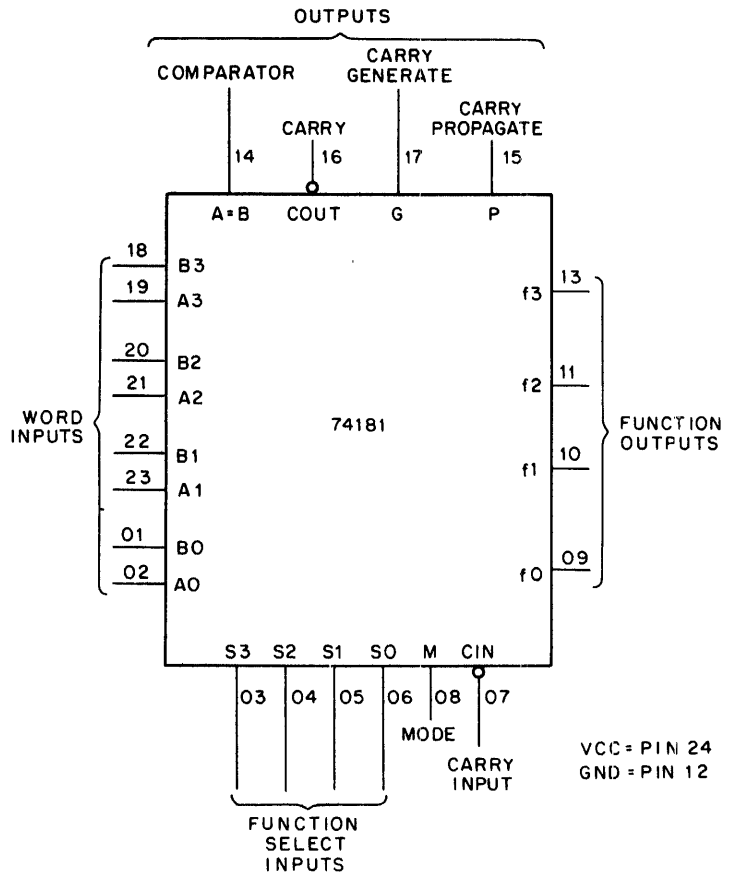 OUTPUTS
COMPARATOR
CARRY
GENERATE
CARRY
CARRY
PROPAGATE
14
16
17
15
A=B
COUT
G
P
18
B3
19
A3
20
B2
21
A2
WORD
INPUTS
22
B1
23
A1
01
B0
02
A0
74181
f3
13
f2
11
f1
10
f0
09
FUNCTION
OUTPUTS
S3
S2
S1
S0
M
CIN
03
04
05
06
08
07
MODE
CARRY
INPUT
FUNCTION
SELECT
INPUTS
VCC = PIN 24
GND = PIN 12